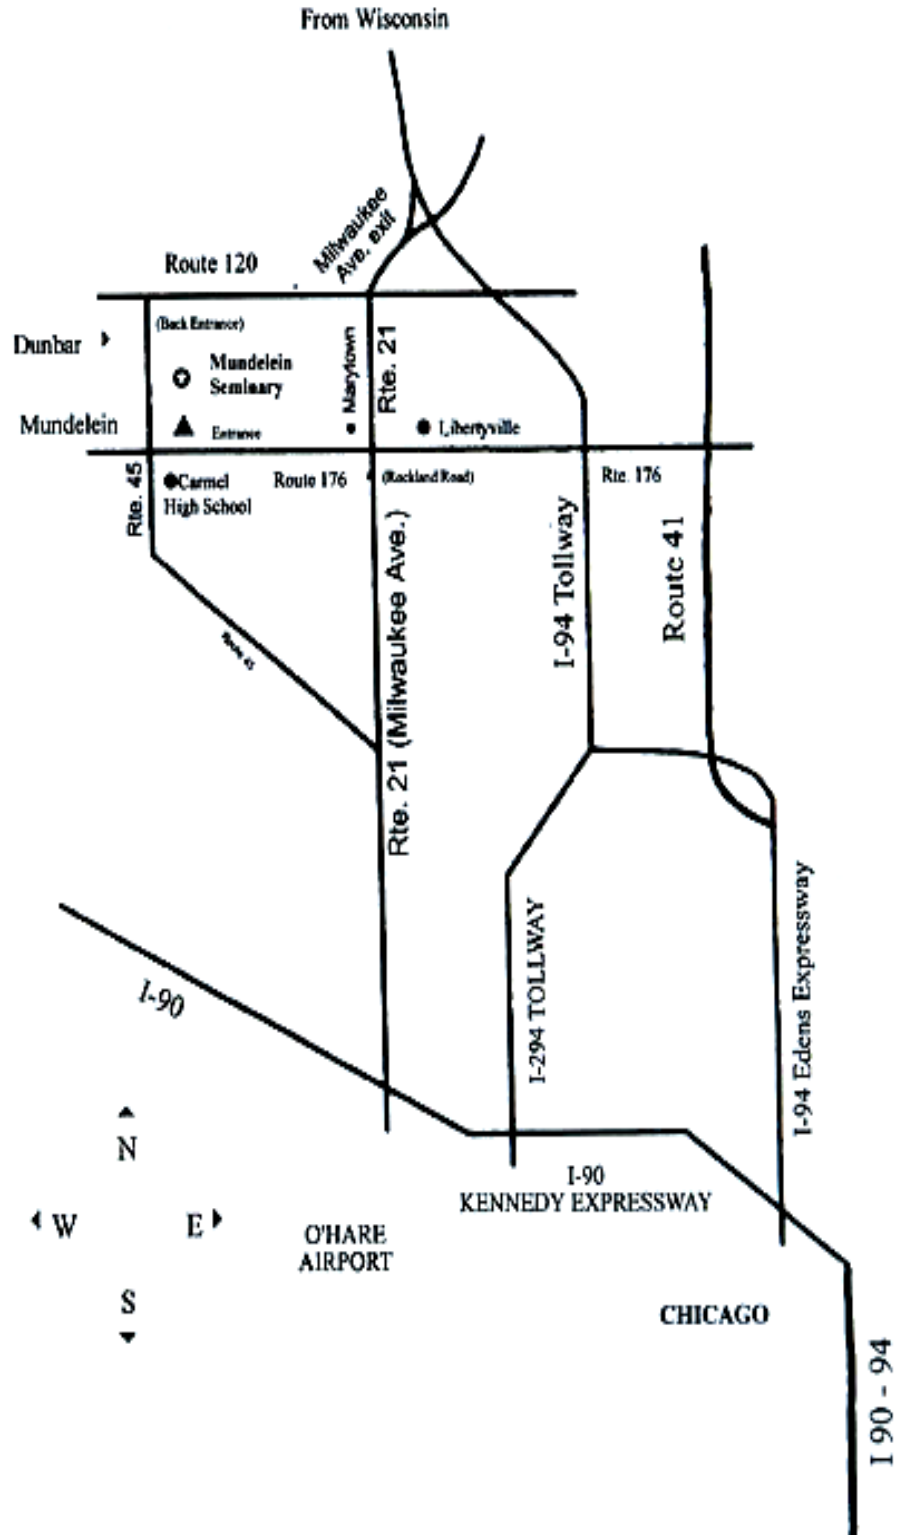 From Wisconsin
Milwaukee
Ave. exit
Route 120
(Back Entrance)
Dunbar
Mundelein
Seminary
Marytown
Rte. 21
Mundelein
Entrance
Libertyville
Rte. 45
Carmel
High School
Route 176
(Rockland Road)
Rte. 176
Route 45
Rte. 21 (Milwaukee Ave.)
I-94 Tollway
Route 41
I-90
I-294 TOLLWAY
I-94 Edens Expressway
N
W
E
S
I-90
KENNEDY EXPRESSWAY
O'HARE
AIRPORT
CHICAGO
I 90 - 94